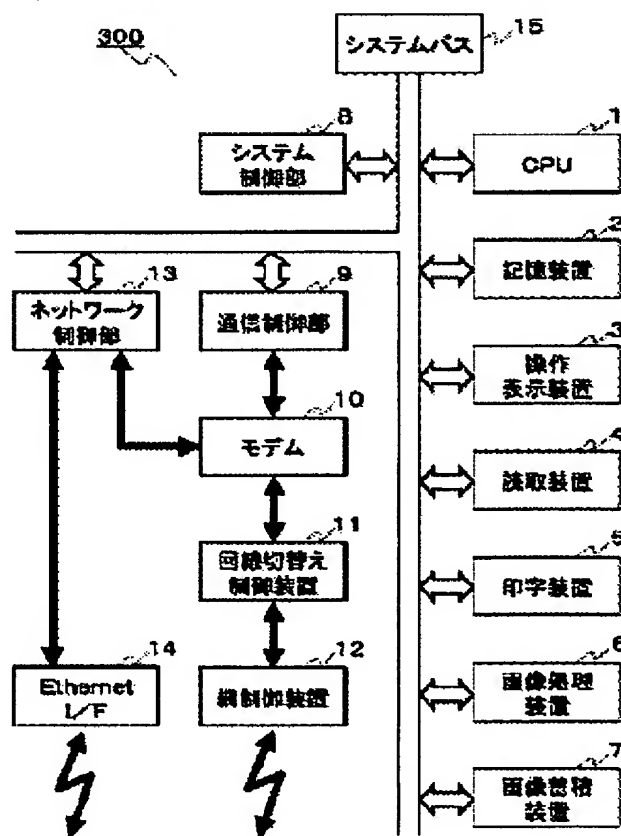 300
システムバス
15
8
システム
制御部
1
CPU
2
記憶装置
13
ネットワーク
制御部
9
通信制御部
3
操作
表示装置
10
モデム
4
読取装置
11
回線切替え
制御装置
5
印字装置
14
Ethernet
I/F
12
網制御装置
6
画像処理
装置
7
画像蓄積
装置